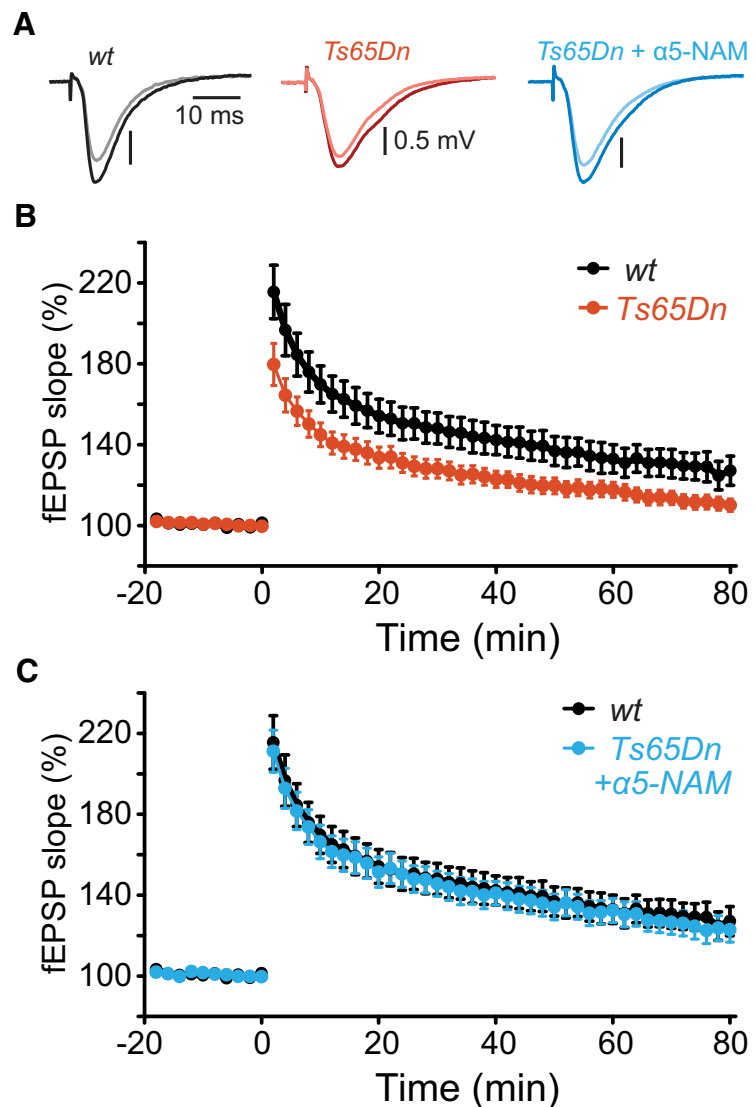 A
wt
Ts65Dn
Ts65Dn + α5-NAM
10 ms
0.5 mV
B
fEPSP slope (%)
220
180
140
100
wt
Ts65Dn
-20
0
20
40
60
80
Time (min)
C
fEPSP slope (%)
220
180
140
100
wt
Ts65Dn
+α5-NAM
-20
0
20
40
60
80
Time (min)